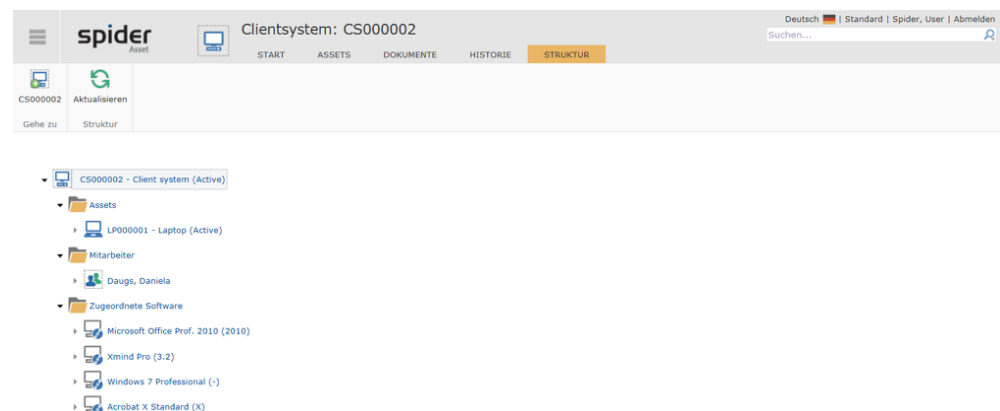 Deutsch | Standard | Spider, User | Abmelden
spider
Asset
Clientsystem: CS000002
Suchen...
START ASSETS DOKUMENTE HISTORIE STRUKTUR
CS000002 Aktualisieren
Gehe zu Struktur
CS000002 - Client system (Active)
Assets
LP000001 - Laptop (Active)
Mitarbeiter
Daugs, Daniela
Zugeordnete Software
Microsoft Office Prof. 2010 (2010)
Xmind Pro (3.2)
Windows 7 Professional (-)
Acrobat X Standard (X)